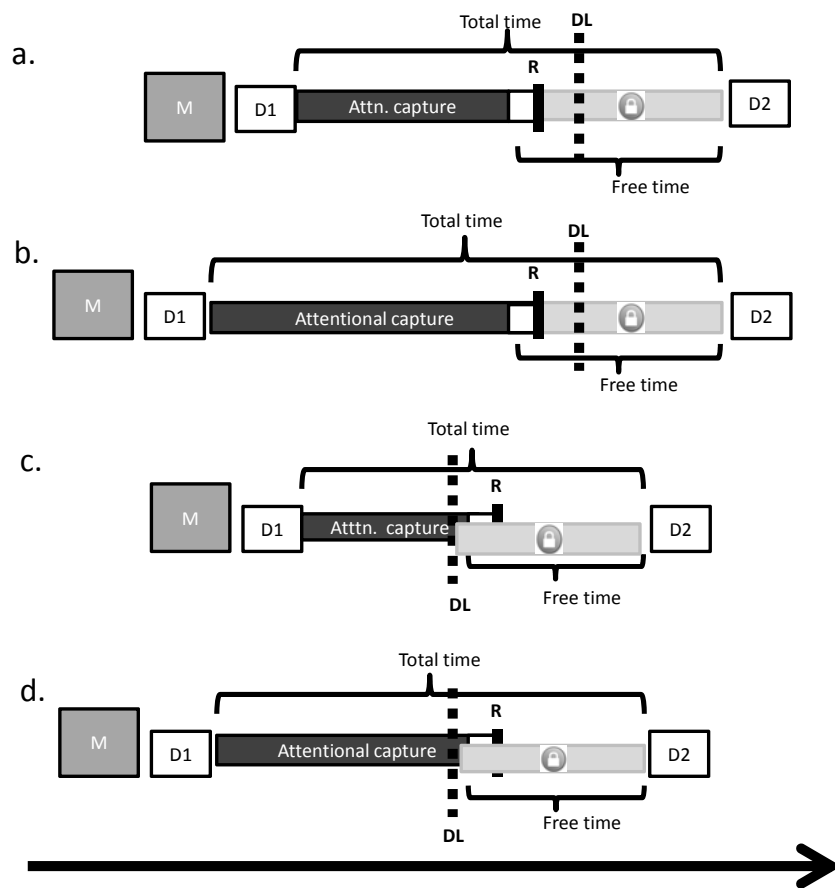 Total time
DL
a.
R
M
D1
Attn. capture
D2
Free time
Total time
DL
b.
R
M
D1
Attentional capture
D2
Free time
Total time
c.
R
M
D1
Atttn. capture
D2
Free time
DL
Total time
d.
R
M
D1
Attentional capture
D2
Free time
DL